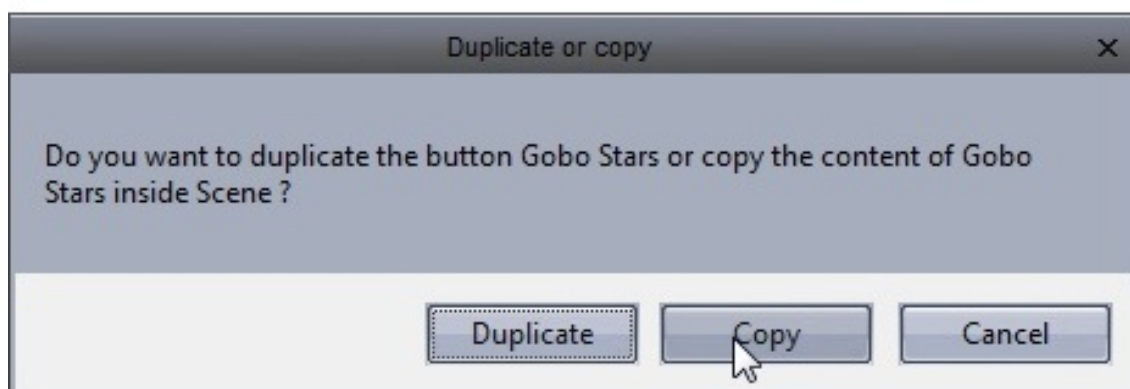 Duplicate or copy
Do you want to duplicate the button Gobo Stars or copy the content of Gobo
Stars inside Scene ?
Duplicate
Copy
Cancel